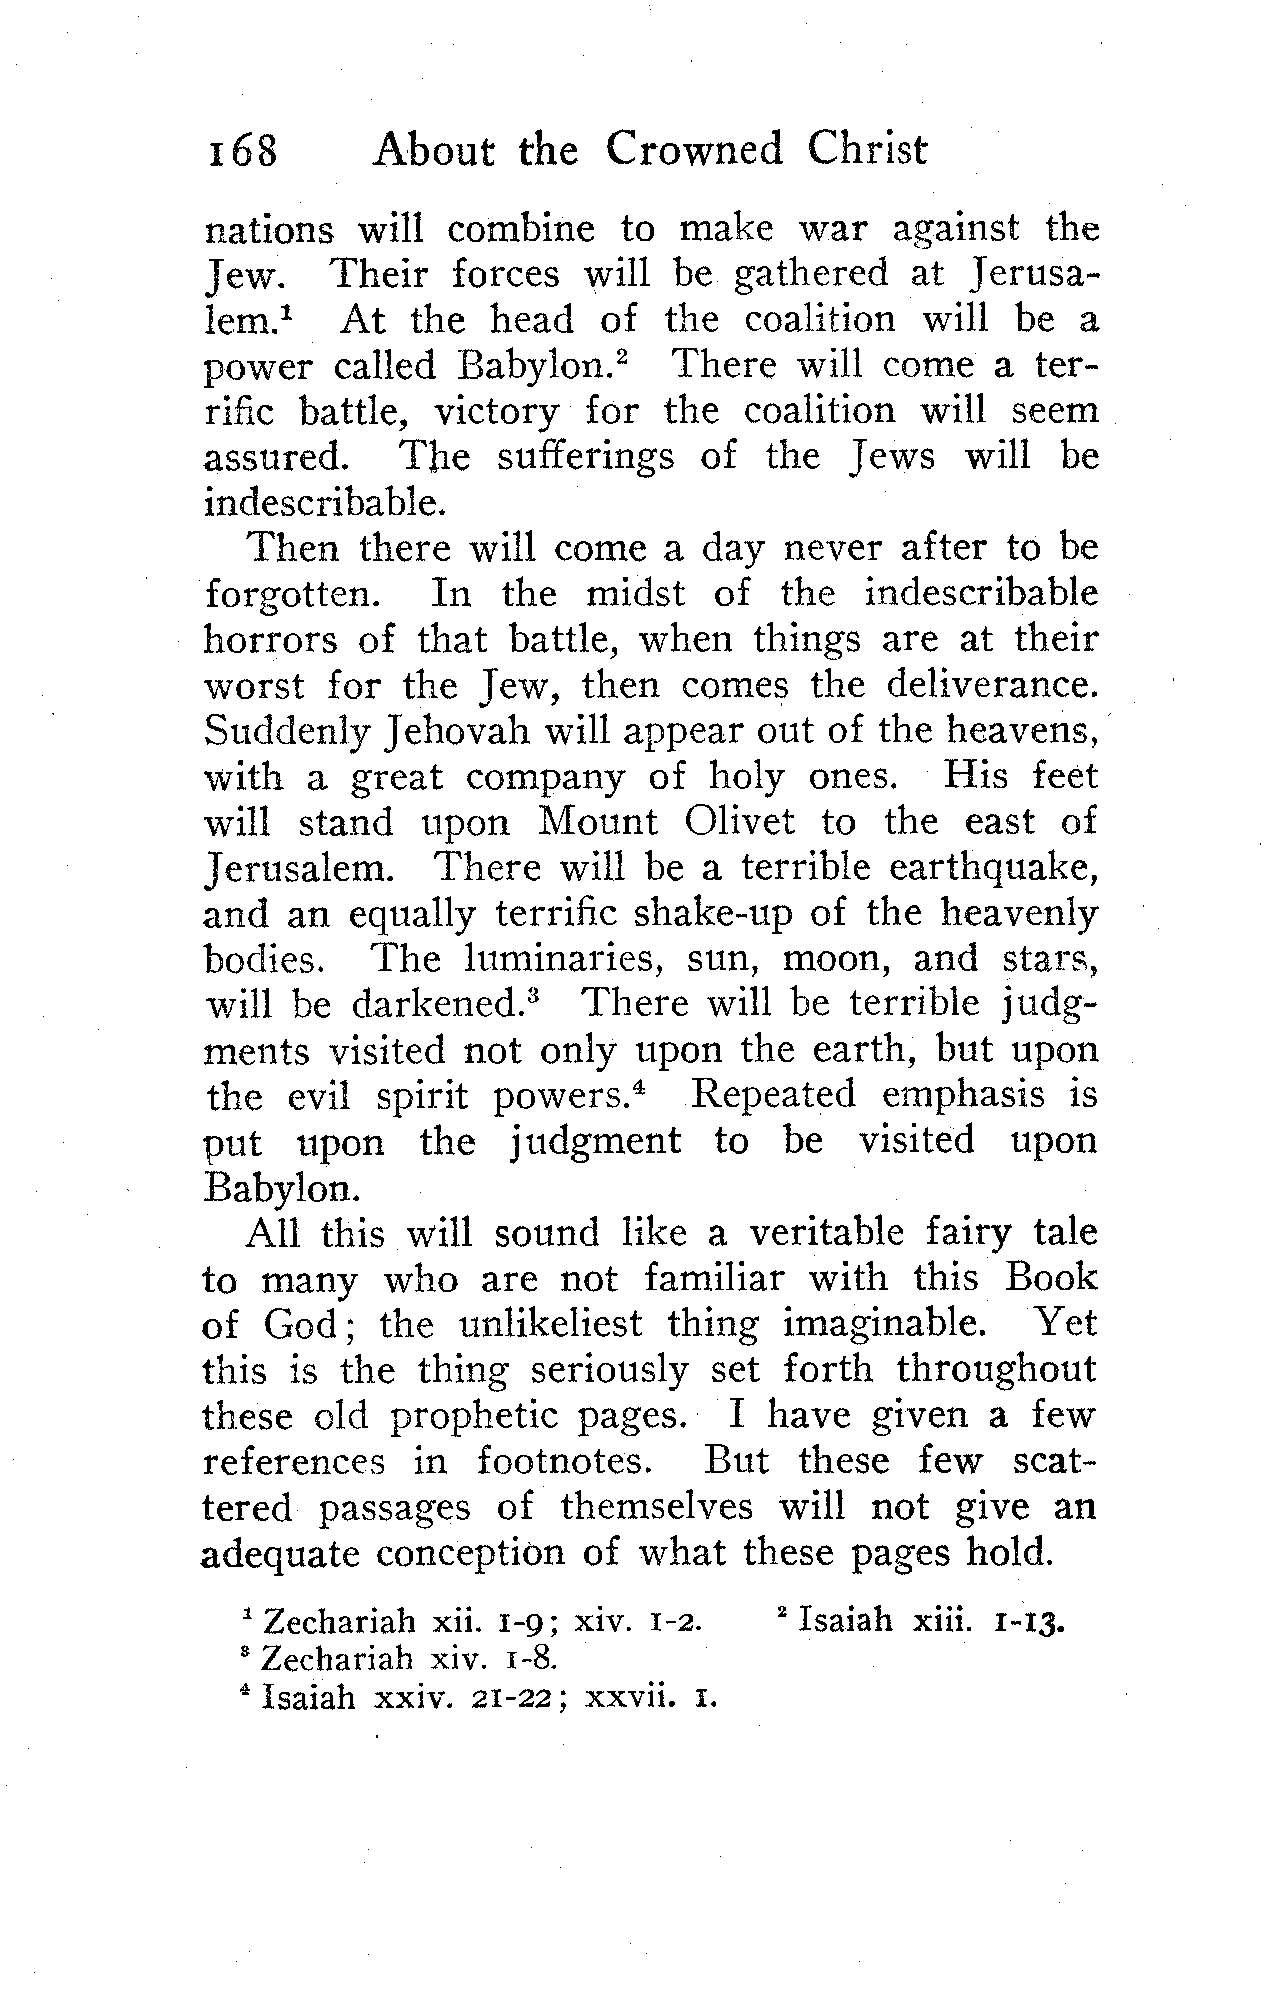 168 About the Crowned Christ
nations will combine to make war against the
Jew. Their forces will be gathered at Jerusa-
lem.¹ At the head of the coalition will be a
power called Babylon.² There will come a ter-
rific battle, victory for the coalition will seem
assured. The sufferings of the Jews will be
indescribable.
Then there will come a day never after to be
forgotten. In the midst of the indescribable
horrors of that battle, when things are at their
worst for the Jew, then comes the deliverance.
Suddenly Jehovah will appear out of the heavens,
with a great company of holy ones. His feet
will stand upon Mount Olivet to the east of
Jerusalem. There will be a terrible earthquake,
and an equally terrific shake-up of the heavenly
bodies. The luminaries, sun, moon, and stars,
will be darkened.³ There will be terrible judg-
ments visited not only upon the earth, but upon
the evil spirit powers.⁴ Repeated emphasis is
put upon the judgment to be visited upon
Babylon.
All this will sound like a veritable fairy tale
to many who are not familiar with this Book
of God; the unlikeliest thing imaginable. Yet
this is the thing seriously set forth throughout
these old prophetic pages. I have given a few
references in footnotes. But these few scat-
tered passages of themselves will not give an
adequate conception of what these pages hold.
¹ Zechariah xii. 1-9; xiv. 1-2. ² Isaiah xiii. 1-13.
³ Zechariah xiv. 1-8.
⁴ Isaiah xxiv. 21-22; xxvii. 1.